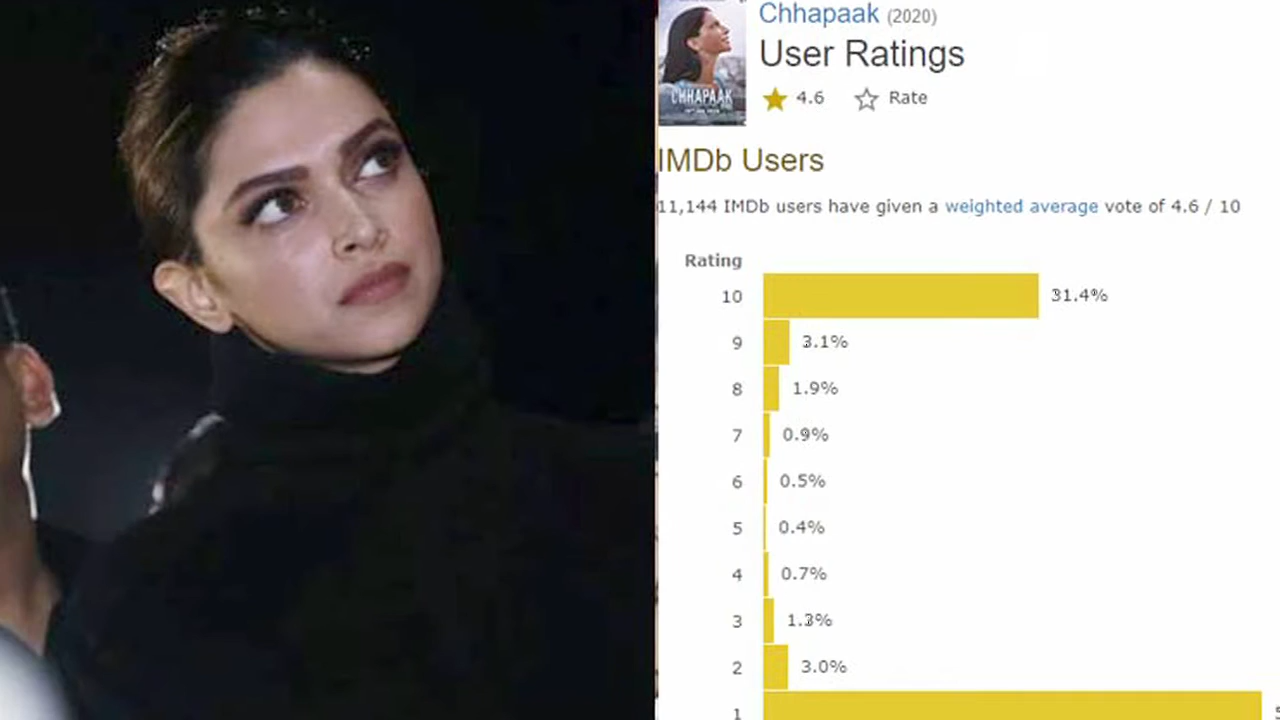 Chhapaak (2020)
User Ratings
4.6 Rate
CHHAPAAK
IMDb Users
11,144 IMDb users have given a weighted average vote of 4.6 / 10
Rating
10 31.4%
9 3.1%
8 1.9%
7 0.9%
6 0.5%
5 0.4%
4 0.7%
3 1.3%
2 3.0%
1